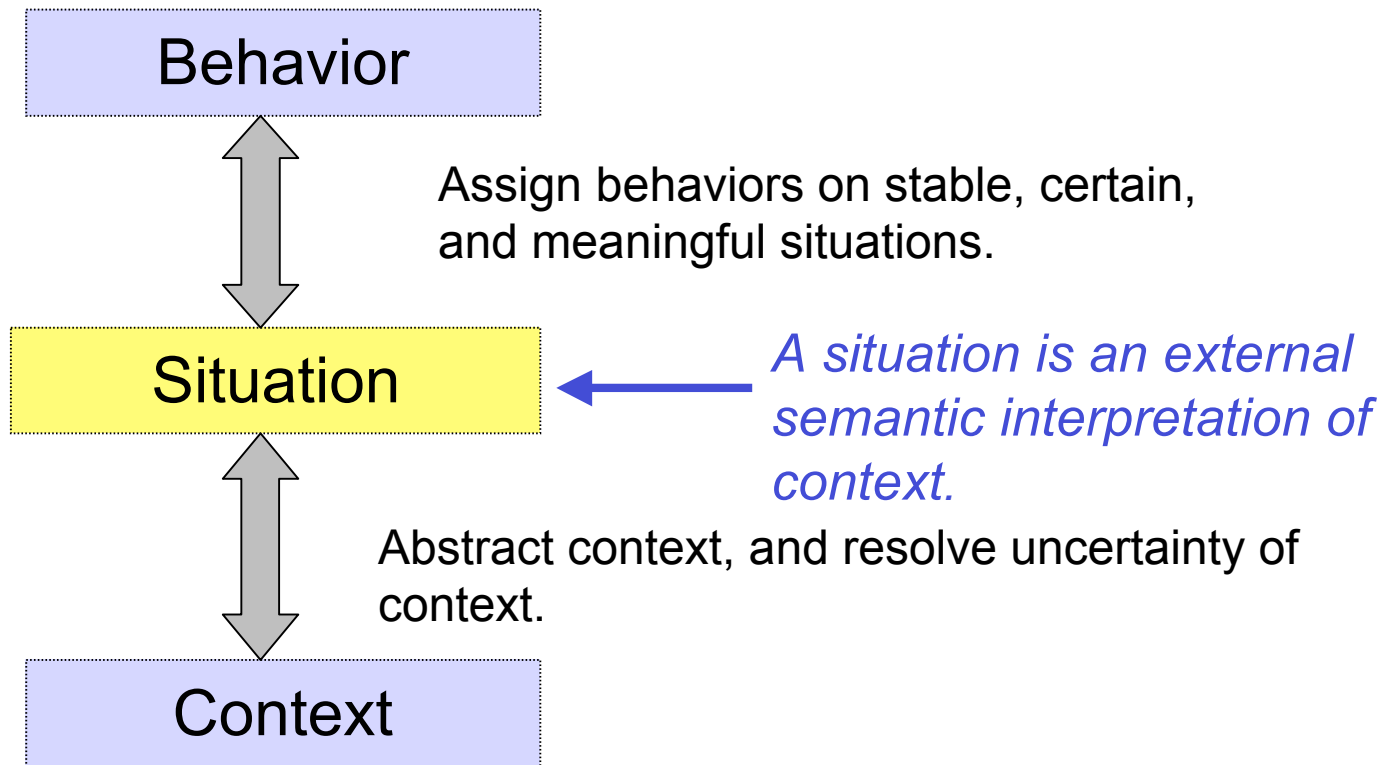 Behavior
Assign behaviors on stable, certain,
and meaningful situations.
Situation
A situation is an external
semantic interpretation of
context.
Abstract context, and resolve uncertainty of
context.
Context